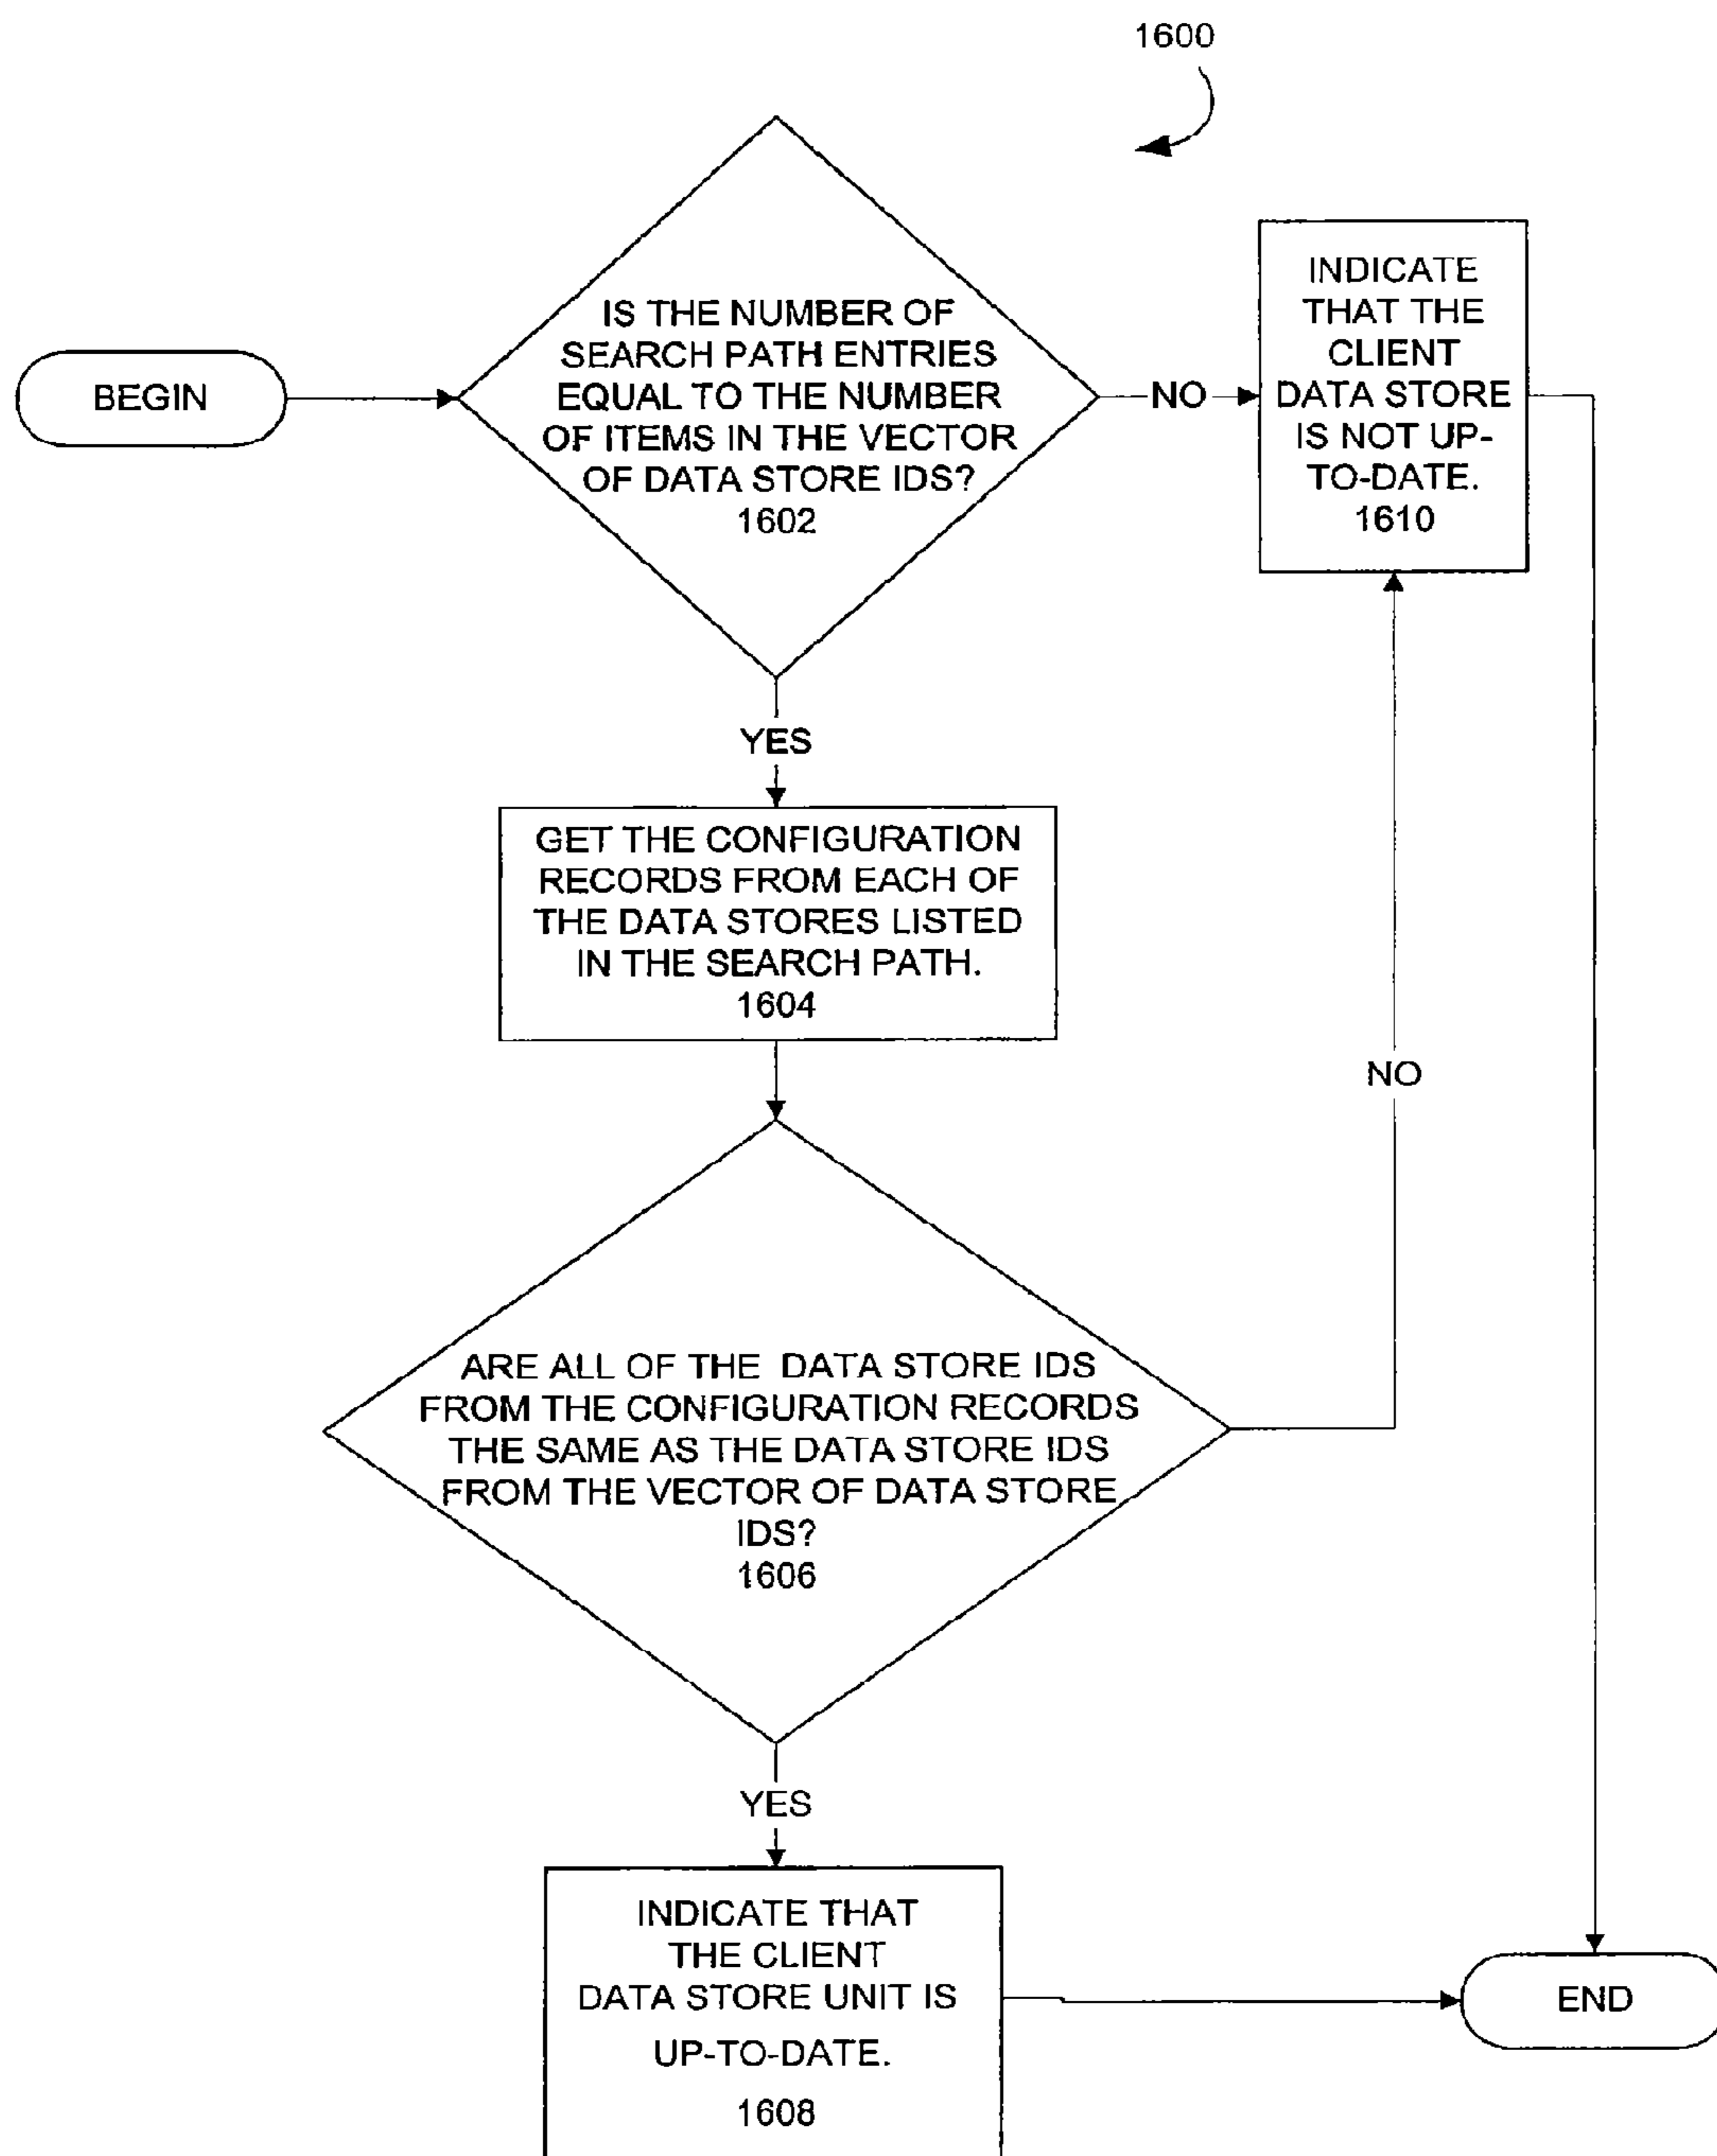 1600
BEGIN
IS THE NUMBER OF
SEARCH PATH ENTRIES
EQUAL TO THE NUMBER
OF ITEMS IN THE VECTOR
OF DATA STORE IDS?
1602
NO
INDICATE
THAT THE
CLIENT
DATA STORE
IS NOT UP-
TO-DATE.
1610
YES
GET THE CONFIGURATION
RECORDS FROM EACH OF
THE DATA STORES LISTED
IN THE SEARCH PATH.
1604
NO
ARE ALL OF THE DATA STORE IDS
FROM THE CONFIGURATION RECORDS
THE SAME AS THE DATA STORE IDS
FROM THE VECTOR OF DATA STORE
IDS?
1606
YES
INDICATE THAT
THE CLIENT
DATA STORE UNIT IS
UP-TO-DATE.
1608
END